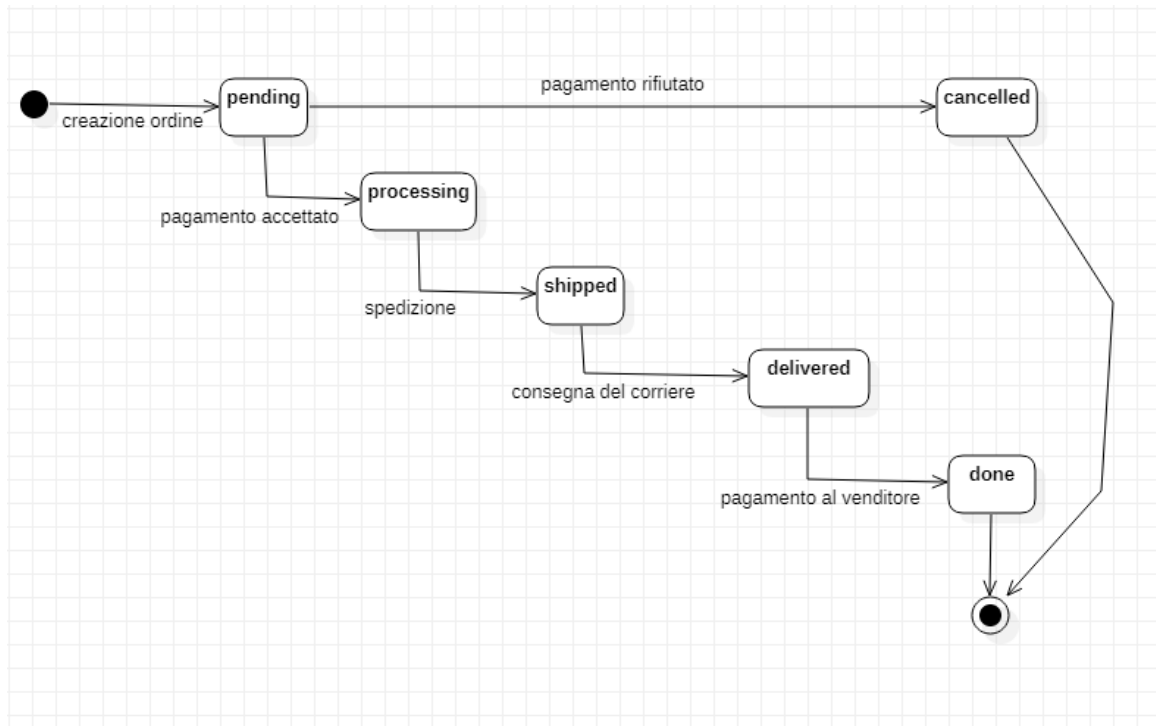 pagamento rifiutato
pending
cancelled
creazione ordine
processing
pagamento accettato
shipped
spedizione
delivered
consegna del corriere
done
pagamento al venditore